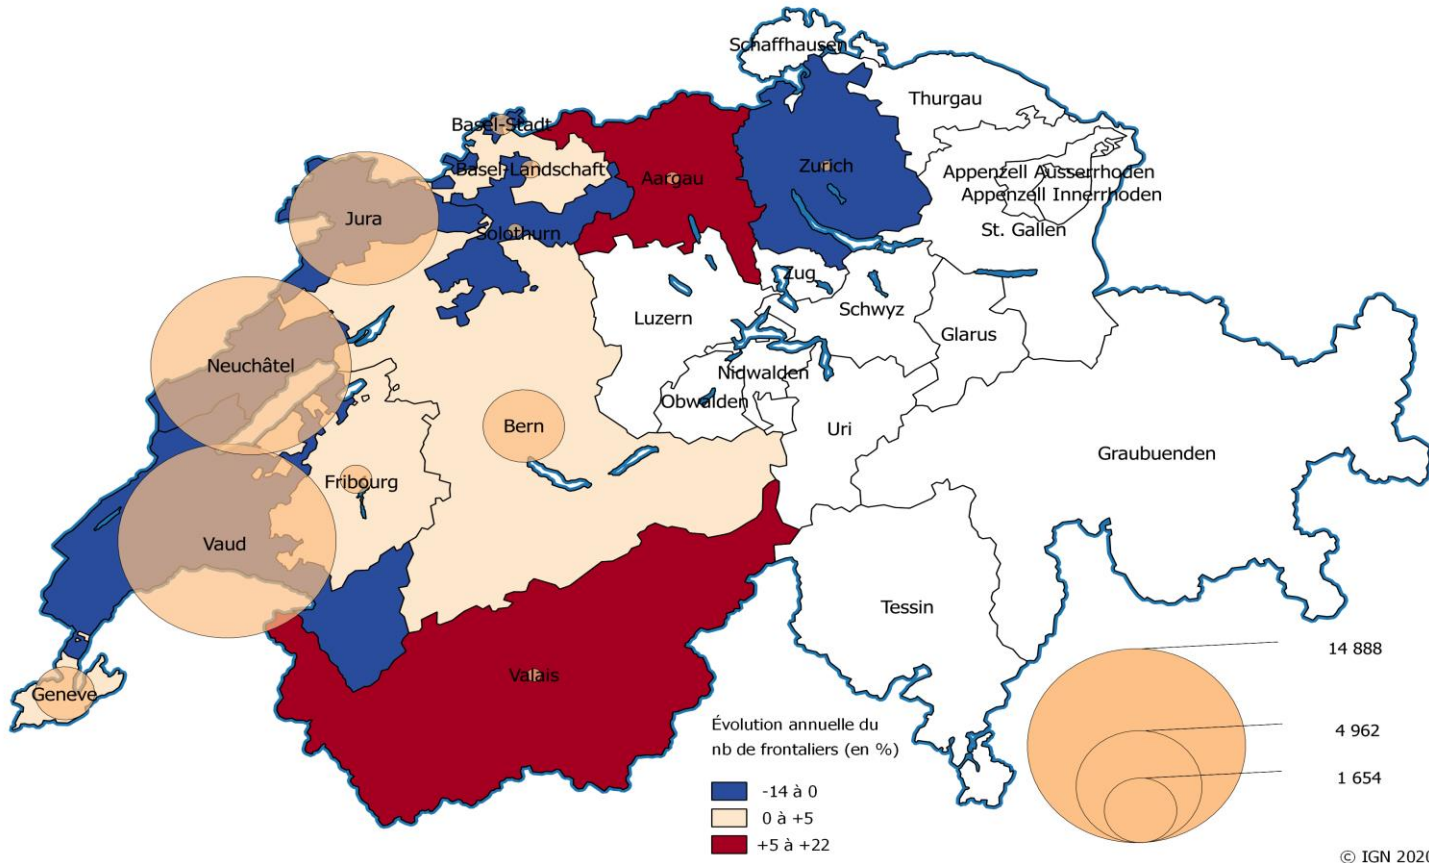 Schaffhausen
Thurgau
Basel-Stadt
Basel-Landschaft
Aargau
Zurich
Appenzell Ausserrhoden
Appenzell Innerrhoden
St. Gallen
Jura
Solothurn
Zug
Luzern
Schwyz
Glarus
Neuchâtel
Nidwalden
Obwalden
Uri
Bern
Graubuenden
Fribourg
Vaud
Tessin
Valais
Geneve
Évolution annuelle du
nb de frontaliers (en %)
-14 à 0
0 à +5
+5 à +22
14 888
4 962
1 654
© IGN 2020